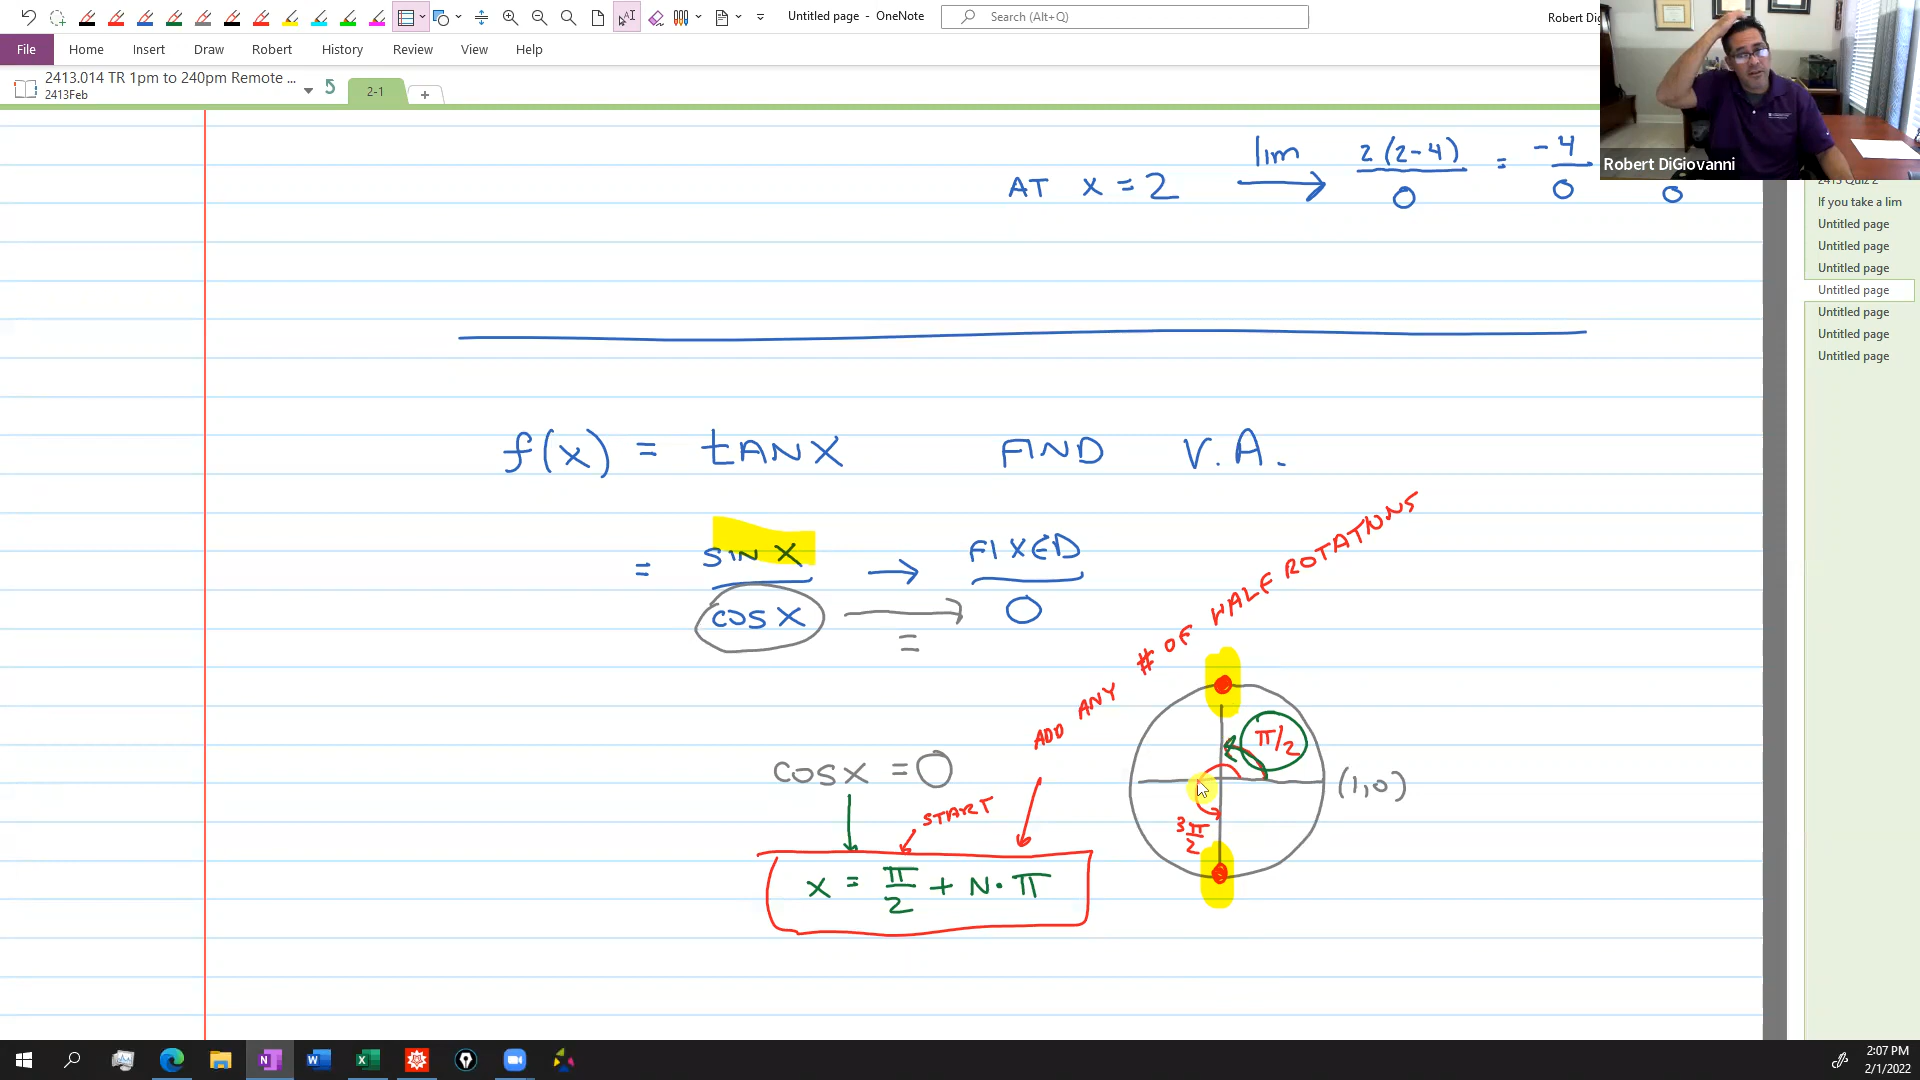 Untitled page - OneNote
Search (Alt+Q)
File Home Insert Draw Robert History Review View Help
2413.014 TR 1pm to 240pm Remote ...
2413Feb
2-1
+
Robert DiGiovanni
If you take a lim
Untitled page
Untitled page
Untitled page
Untitled page
Untitled page
Untitled page
Untitled page
AT x = 2 lim → 2(2-4)/0 = -4/0
0
f(x) = tANX FIND V.A.
= SIN X / COS X → FIXED / 0
=
ADD ANY # OF HALF ROTATINS
π/2
(1,0)
3π/2
COSX = 0
START
x = π/2 + N·π
2:07 PM
2/1/2022